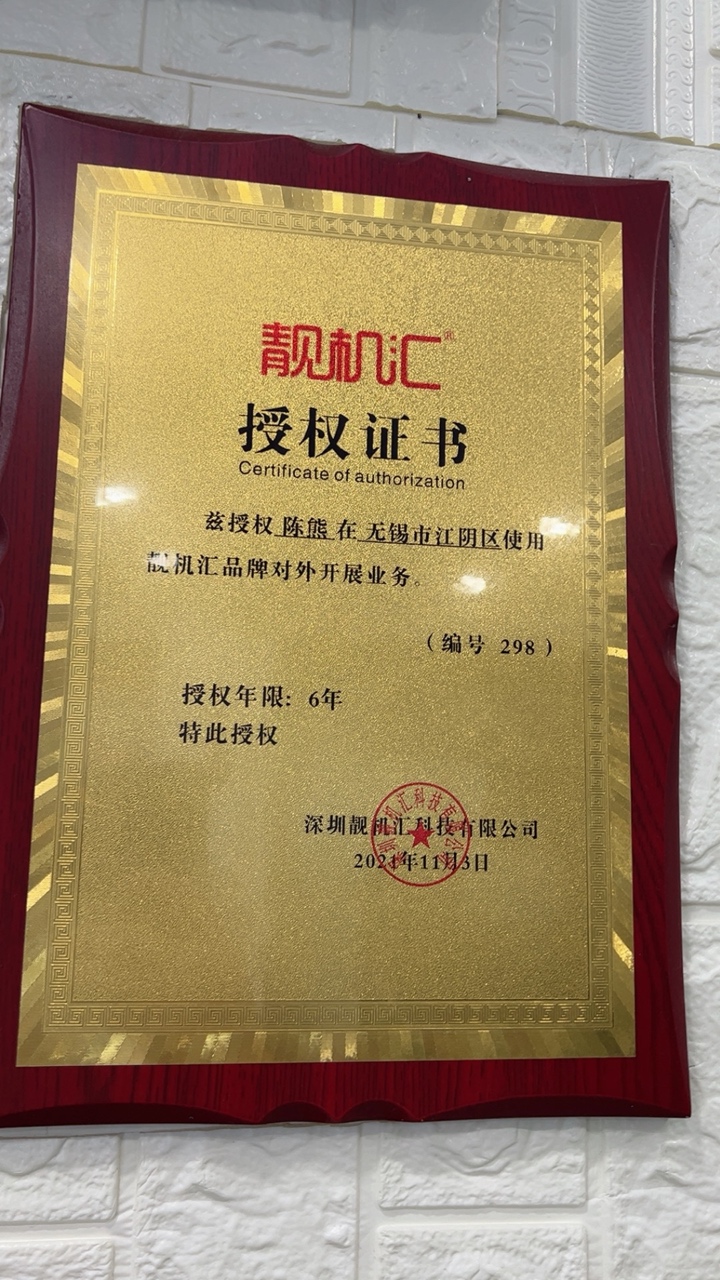 靓机汇
授权证书
Certificate of authorization
兹授权 陈熊 在 无锡市江阴区使用
靓机汇品牌对外开展业务。
（编号 298）
授权年限: 6年
特此授权
深圳靓机汇科技有限公司
2021年11月3日